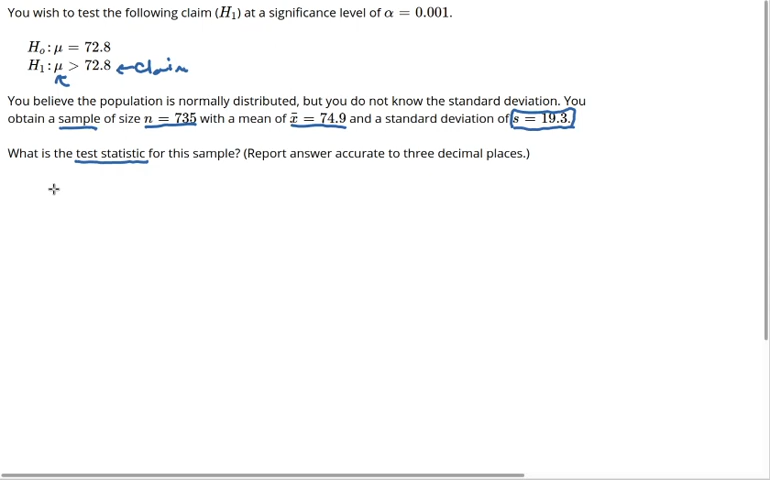 You wish to test the following claim (H₁) at a significance level of α = 0.001.
Hₒ: μ = 72.8
H₁: μ > 72.8 ← Claim
You believe the population is normally distributed, but you do not know the standard deviation. You
obtain a sample of size n = 735 with a mean of x̄ = 74.9 and a standard deviation of s = 19.3.
What is the test statistic for this sample? (Report answer accurate to three decimal places.)